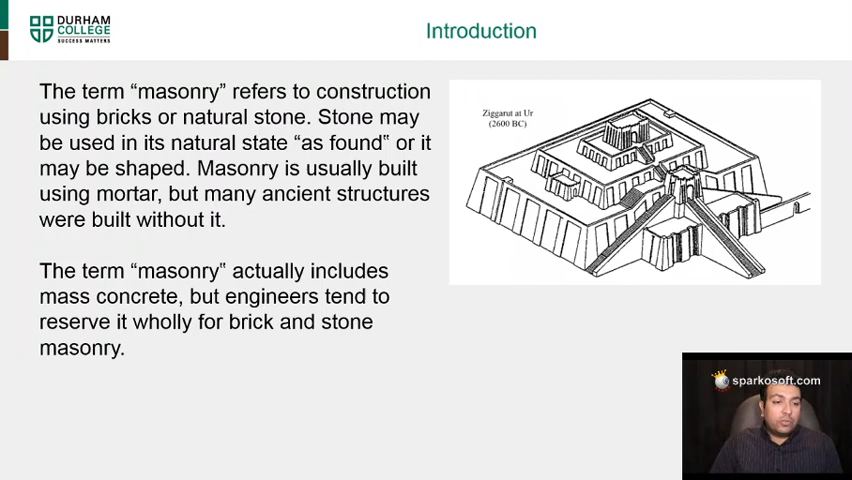 DURHAM
COLLEGE
SUCCESS MATTERS
Introduction
The term “masonry” refers to construction
using bricks or natural stone. Stone may
be used in its natural state “as found‟ or it
may be shaped. Masonry is usually built
using mortar, but many ancient structures
were built without it.
The term “masonry‟ actually includes
mass concrete, but engineers tend to
reserve it wholly for brick and stone
masonry.
Ziggarut at Ur
(2600 BC)
sparkosoft.com